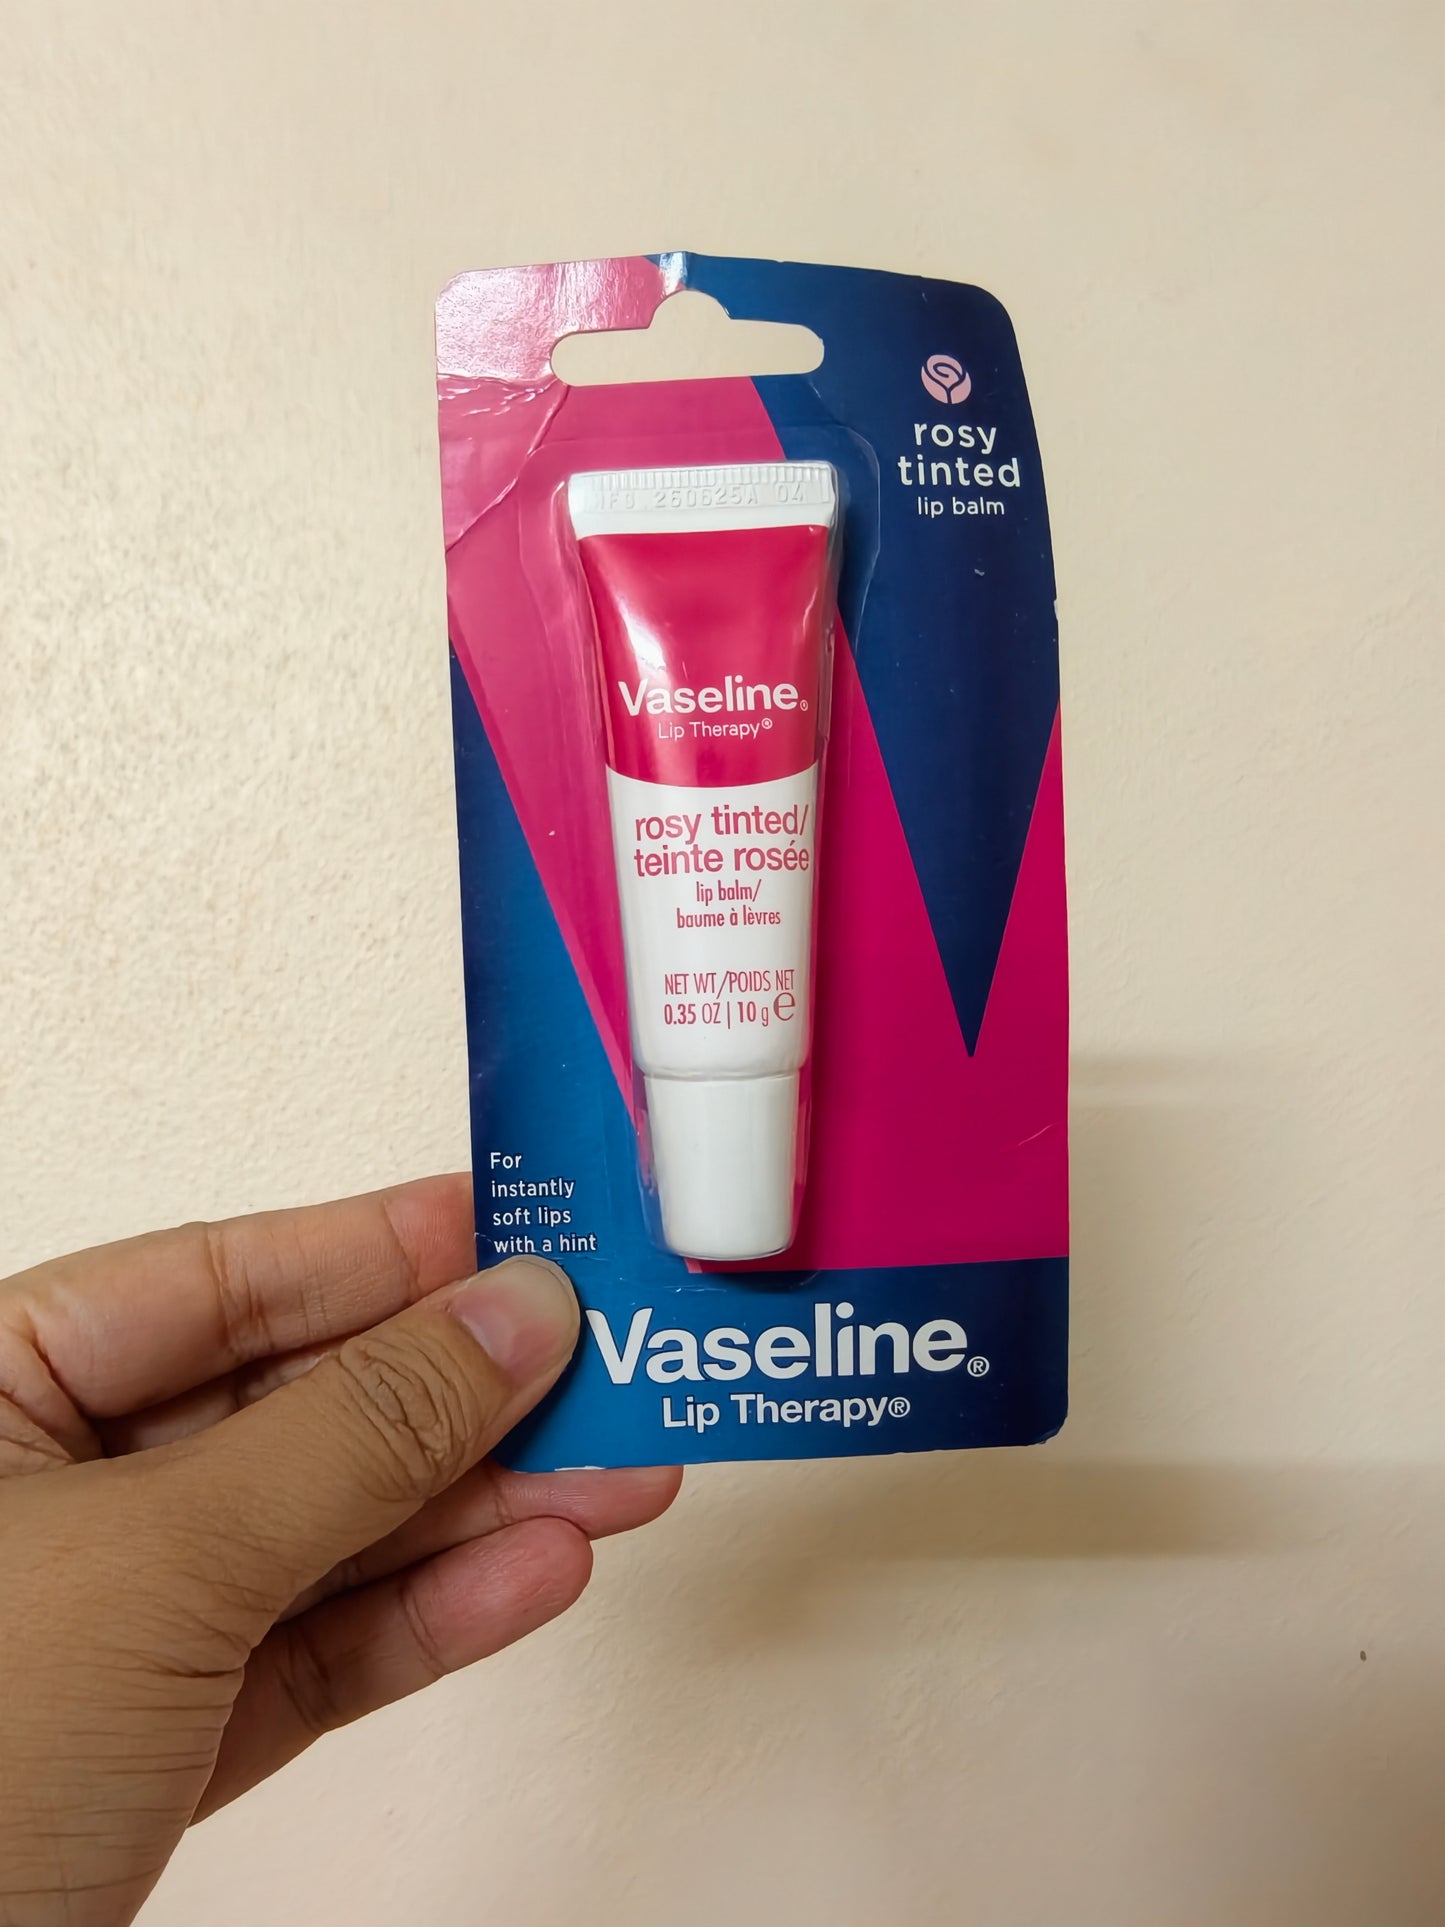 rosy
tinted
lip balm
MFG 260625A 04
Vaseline®
Lip Therapy®
rosy tinted/
teinte rosée
lip balm/
baume à lèvres
NET WT/POIDS NET
0.35 OZ | 10 g ℮
For
instantly
soft lips
with a hint
Vaseline®
Lip Therapy®